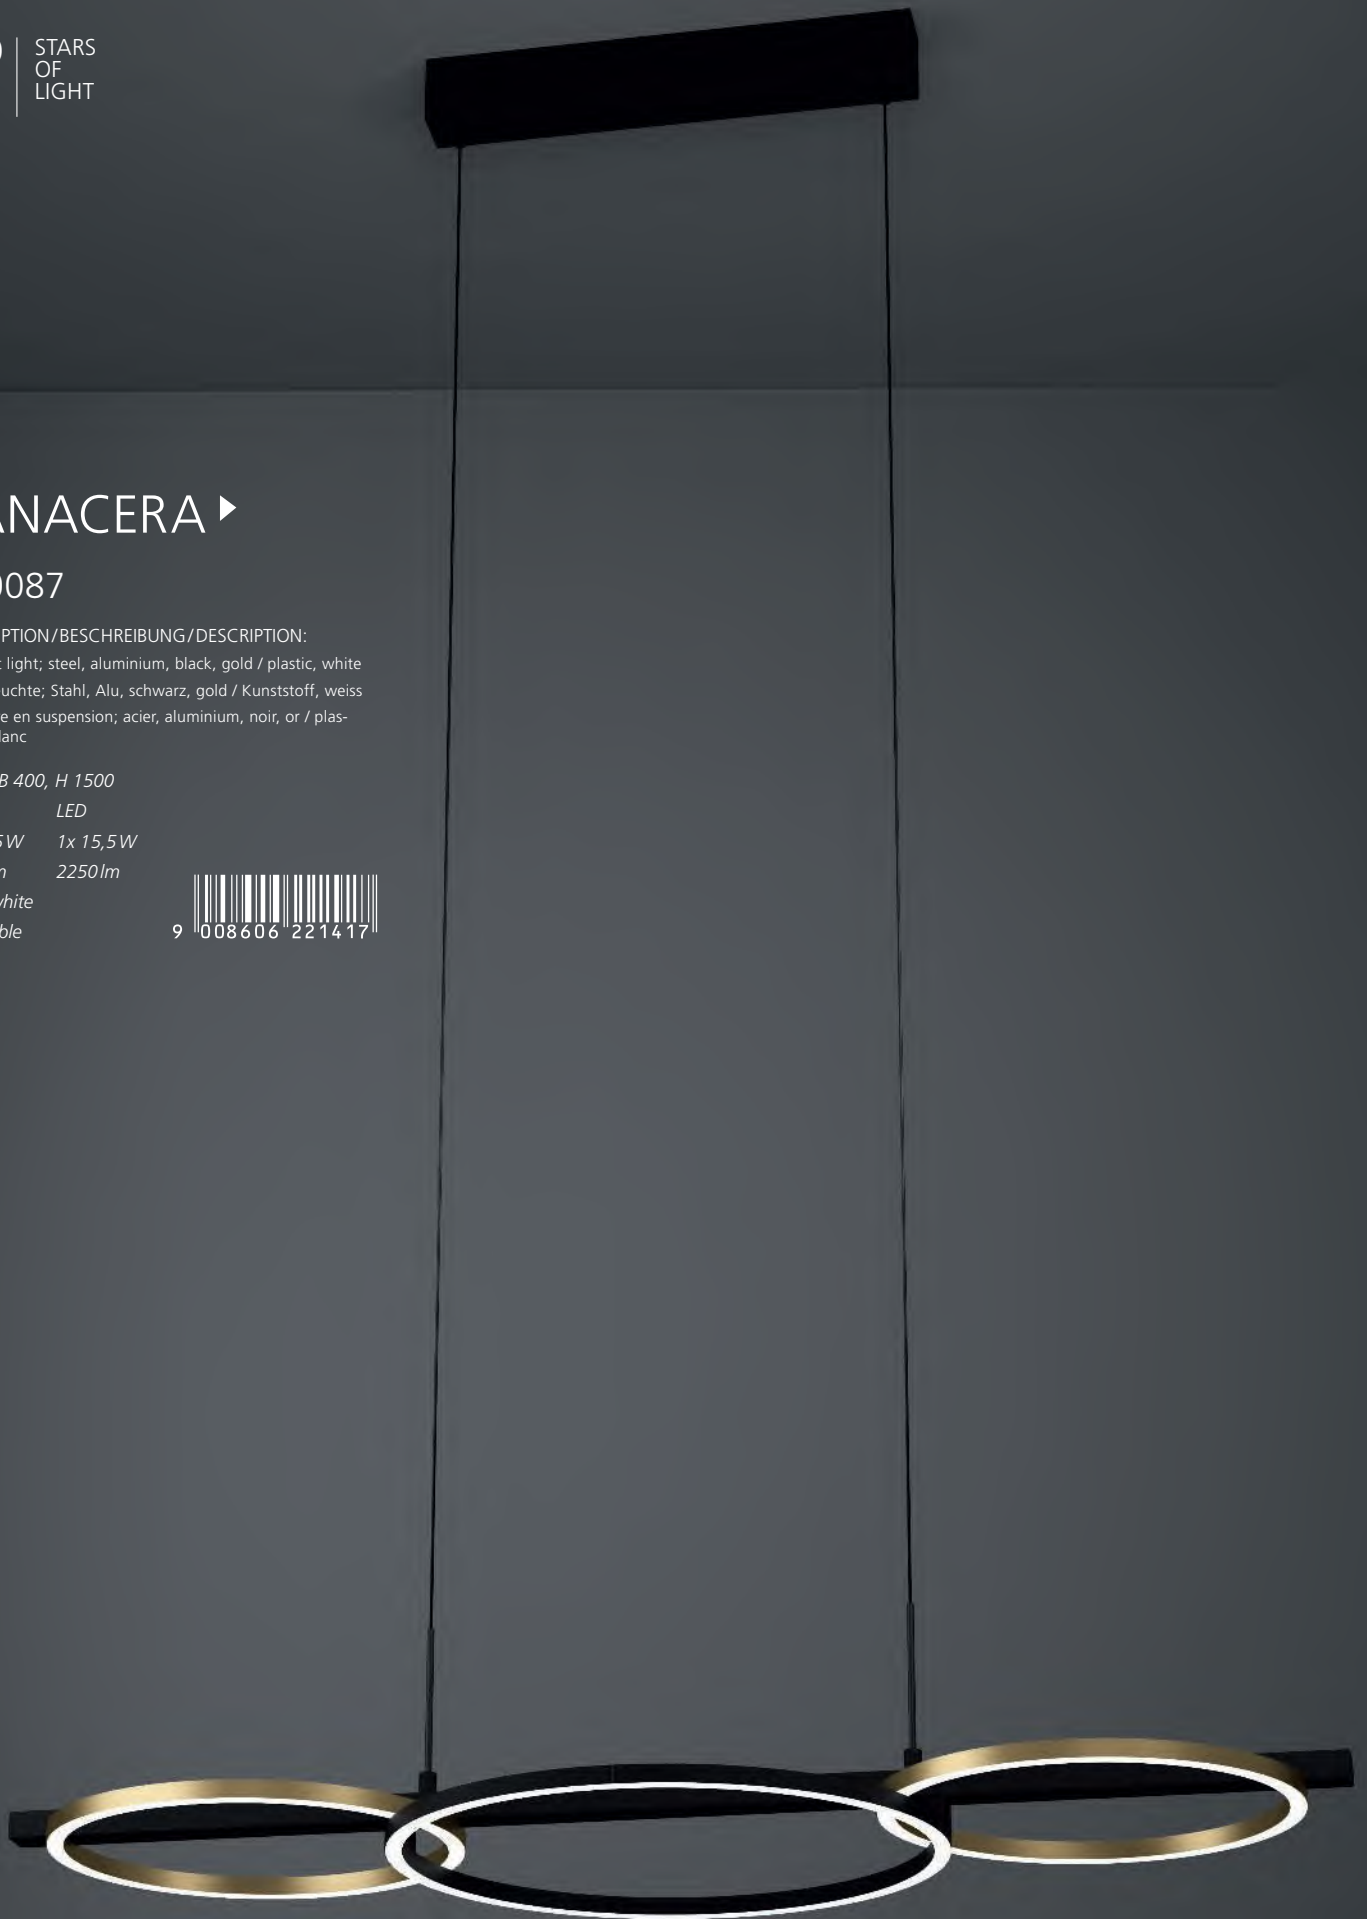 STARS
OF
LIGHT
ANACERA
0087
PTION/BESCHREIBUNG/DESCRIPTION:
light; steel, aluminium, black, gold / plastic, white
uchte; Stahl, Alu, schwarz, gold / Kunststoff, weiss
e en suspension; acier, aluminium, noir, or / plas-
lanc
B 400, H 1500
LED
5W 1x 15,5W
m 2250lm
white
ble
9 008606 221417